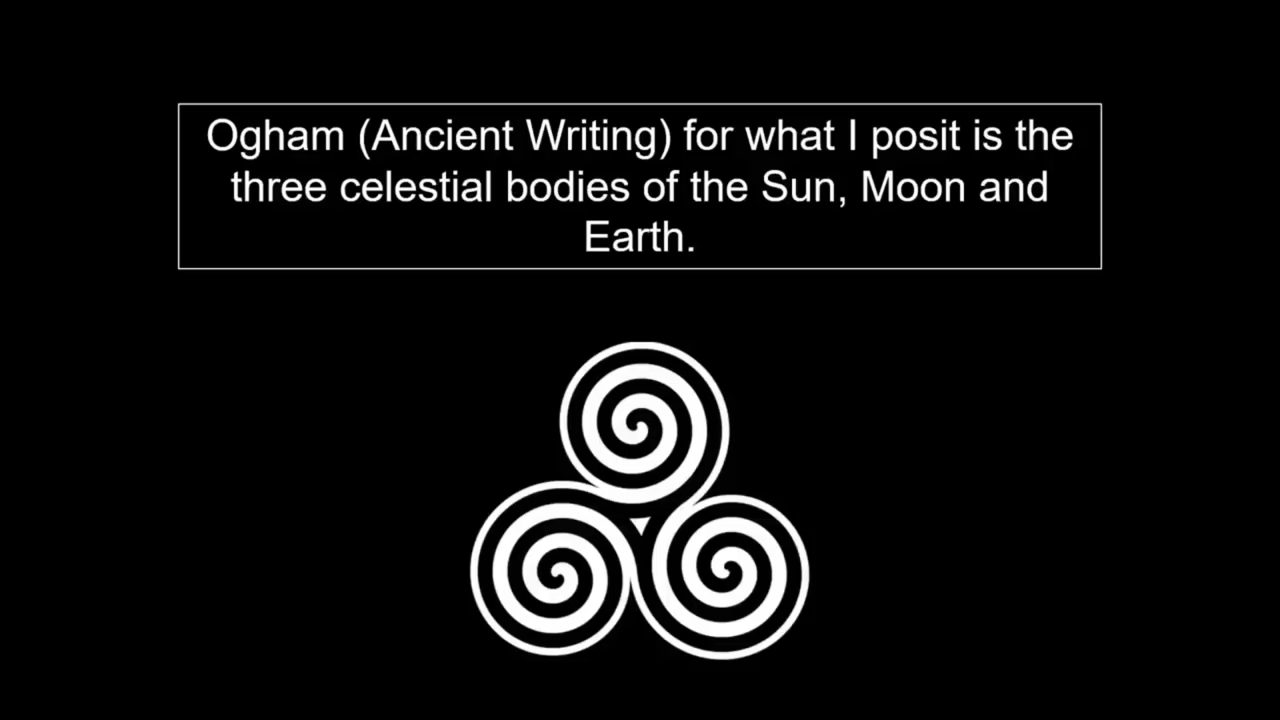 Ogham (Ancient Writing) for what I posit is the
three celestial bodies of the Sun, Moon and
Earth.